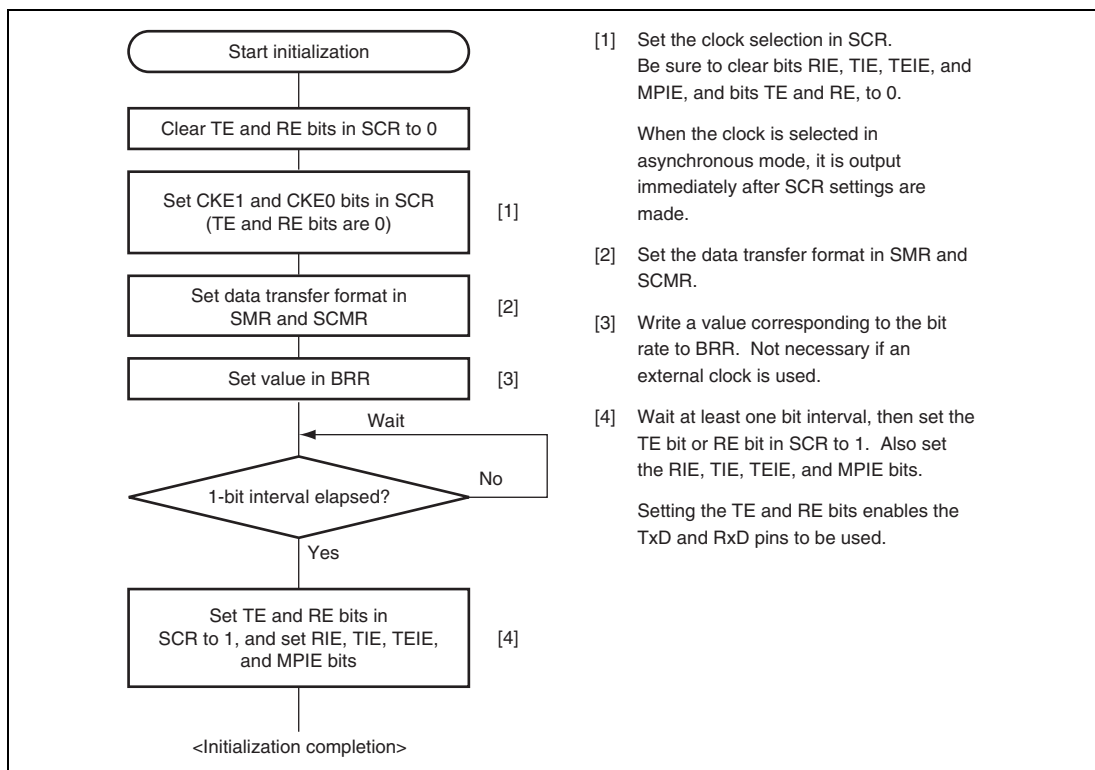 Start initialization
Clear TE and RE bits in SCR to 0
Set CKE1 and CKE0 bits in SCR
(TE and RE bits are 0)
[1]
Set data transfer format in
SMR and SCMR
[2]
Set value in BRR
[3]
Wait
No
1-bit interval elapsed?
Yes
Set TE and RE bits in
SCR to 1, and set RIE, TIE, TEIE,
and MPIE bits
[4]
<Initialization completion>
[1] Set the clock selection in SCR.
Be sure to clear bits RIE, TIE, TEIE, and
MPIE, and bits TE and RE, to 0.
When the clock is selected in
asynchronous mode, it is output
immediately after SCR settings are
made.
[2] Set the data transfer format in SMR and
SCMR.
[3] Write a value corresponding to the bit
rate to BRR. Not necessary if an
external clock is used.
[4] Wait at least one bit interval, then set the
TE bit or RE bit in SCR to 1. Also set
the RIE, TIE, TEIE, and MPIE bits.
Setting the TE and RE bits enables the
TxD and RxD pins to be used.